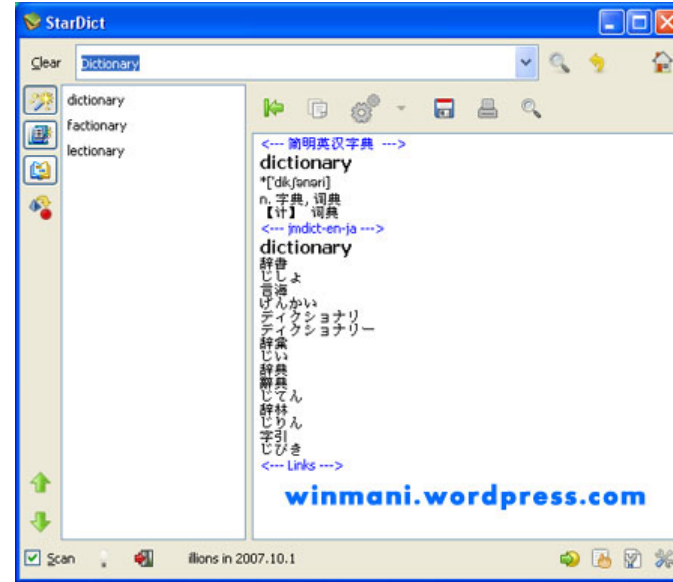 StarDict
Clear Dictionary
dictionary
factionary
lectionary
<--- 简明英汉字典 --->
dictionary
*['dikʃənəri]
n. 字典, 词典
【计】 词典
<--- jmdict-en-ja --->
dictionary
辞書
じしょ
言海
げんかい
ディクショナリ
ディクショナリー
辞彙
じい
辞典
辭典
じてん
辞林
じりん
字引
じびき
<--- Links --->
winmani.wordpress.com
Scan illions in 2007.10.1